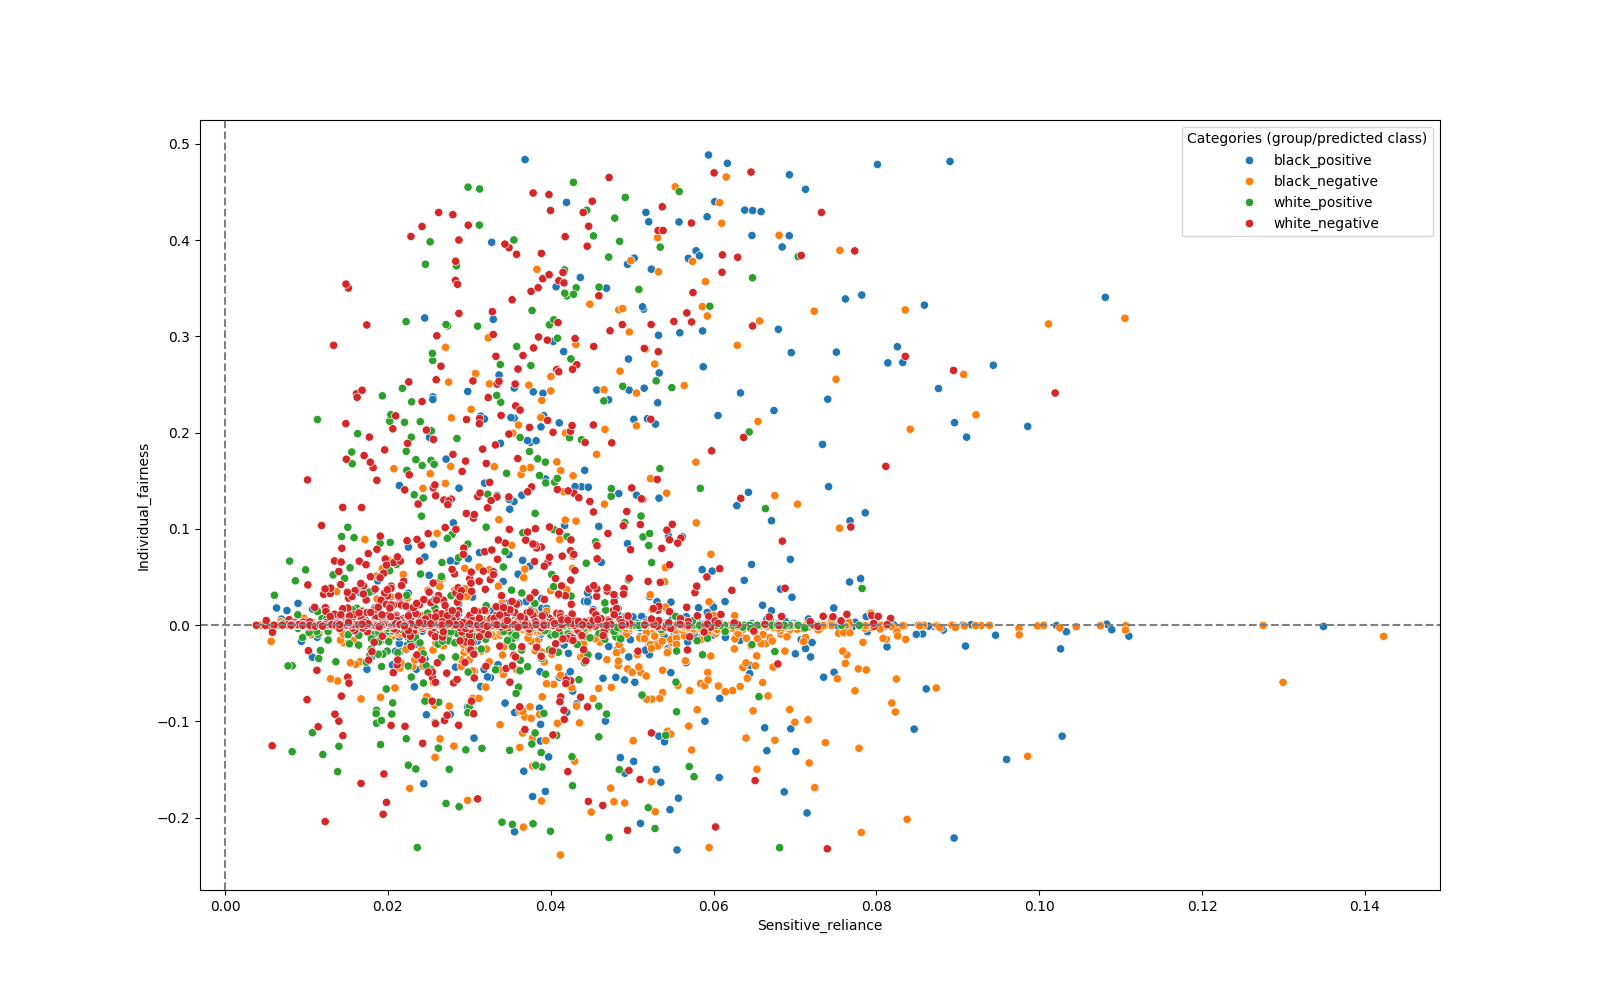 Categories (group/predicted class)
black_positive
black_negative
white_positive
white_negative
0.5
0.4
0.3
0.2
0.1
0.0
−0.1
−0.2
Individual_fairness
0.00
0.02
0.04
0.06
0.08
0.10
0.12
0.14
Sensitive_reliance